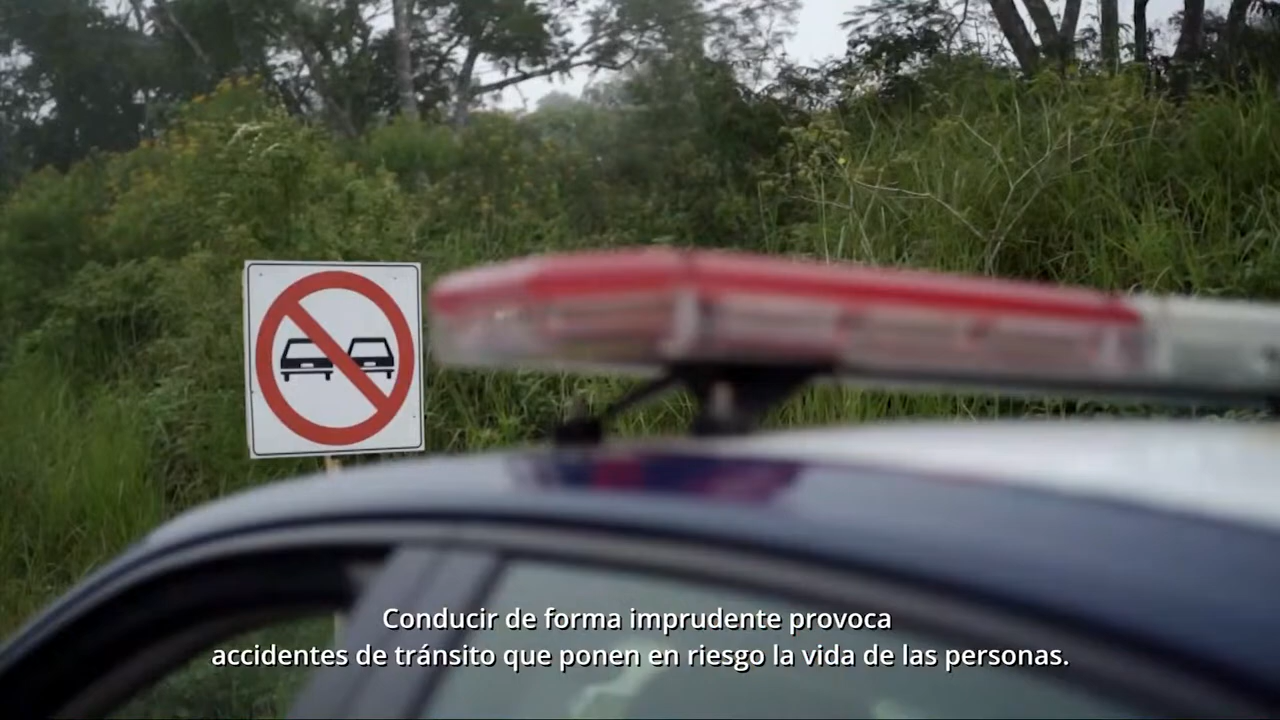 Conducir de forma imprudente provoca
accidentes de tránsito que ponen en riesgo la vida de las personas.